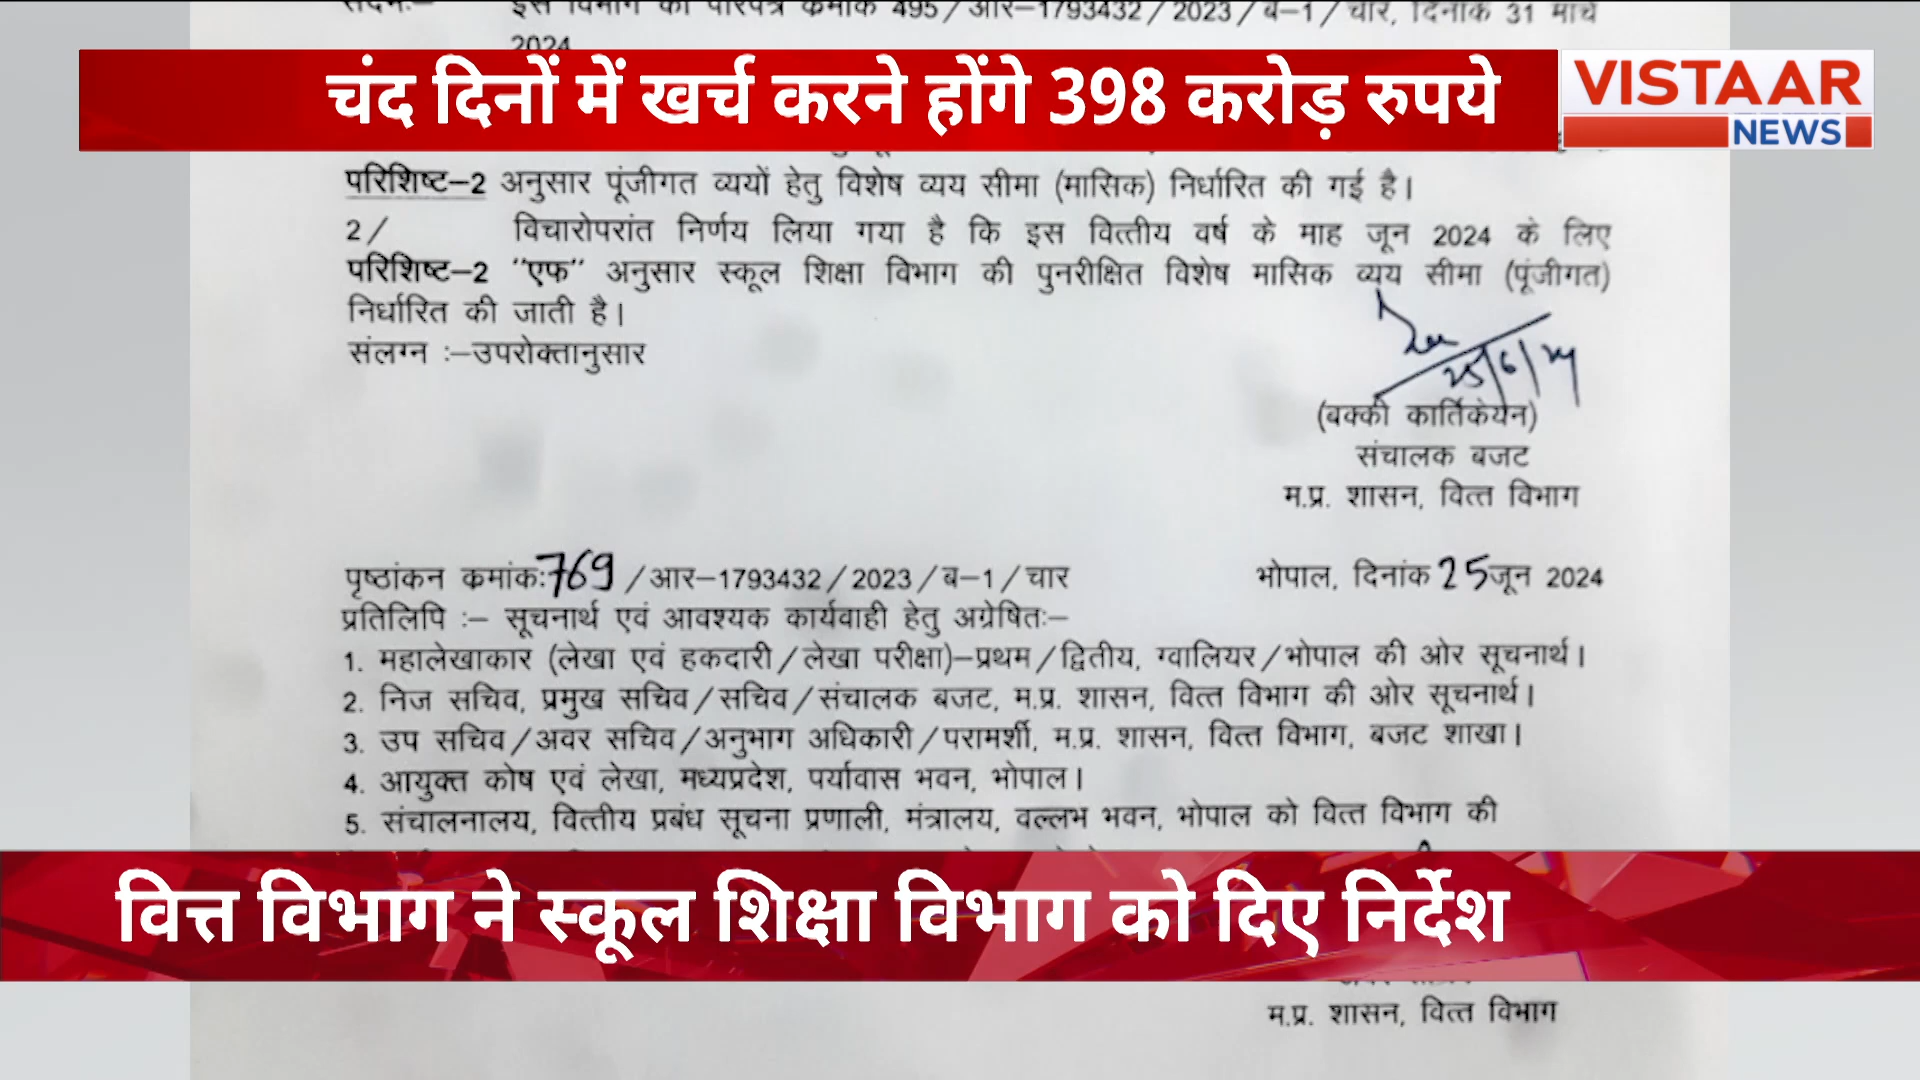 इस विभाग का परिपत्र क्रमांक 495/आर–1793432/2023/ब–1/चार, दिनांक 31 मार्च
2024
चंद दिनों में खर्च करने होंगे 398 करोड़ रुपये
VISTAAR
NEWS
परिशिष्ट–2 अनुसार पूंजीगत व्ययों हेतु विशेष व्यय सीमा (मासिक) निर्धारित की गई है।
2/ विचारोपरांत निर्णय लिया गया है कि इस वित्तीय वर्ष के माह जून 2024 के लिए
परिशिष्ट–2 "एफ" अनुसार स्कूल शिक्षा विभाग की पुनरीक्षित विशेष मासिक व्यय सीमा (पूंजीगत)
निर्धारित की जाती है।
संलग्न :–उपरोक्तानुसार
25/6/24
(बक्की कार्तिकेयन)
संचालक बजट
म.प्र. शासन, वित्त विभाग
पृष्ठांकन क्रमांक:769/आर–1793432/2023/ब–1/चार भोपाल, दिनांक 25 जून 2024
प्रतिलिपि :– सूचनार्थ एवं आवश्यक कार्यवाही हेतु अग्रेषित:–
1. महालेखाकार (लेखा एवं हकदारी/लेखा परीक्षा)–प्रथम/द्वितीय, ग्वालियर/भोपाल की ओर सूचनार्थ।
2. निज सचिव, प्रमुख सचिव/सचिव/संचालक बजट, म.प्र. शासन, वित्त विभाग की ओर सूचनार्थ।
3. उप सचिव/अवर सचिव/अनुभाग अधिकारी/परामर्शी, म.प्र. शासन, वित्त विभाग, बजट शाखा।
4. आयुक्त कोष एवं लेखा, मध्यप्रदेश, पर्यावास भवन, भोपाल।
5. संचालनालय, वित्तीय प्रबंध सूचना प्रणाली, मंत्रालय, वल्लभ भवन, भोपाल को वित्त विभाग की
वित्त विभाग ने स्कूल शिक्षा विभाग को दिए निर्देश
म.प्र. शासन, वित्त विभाग